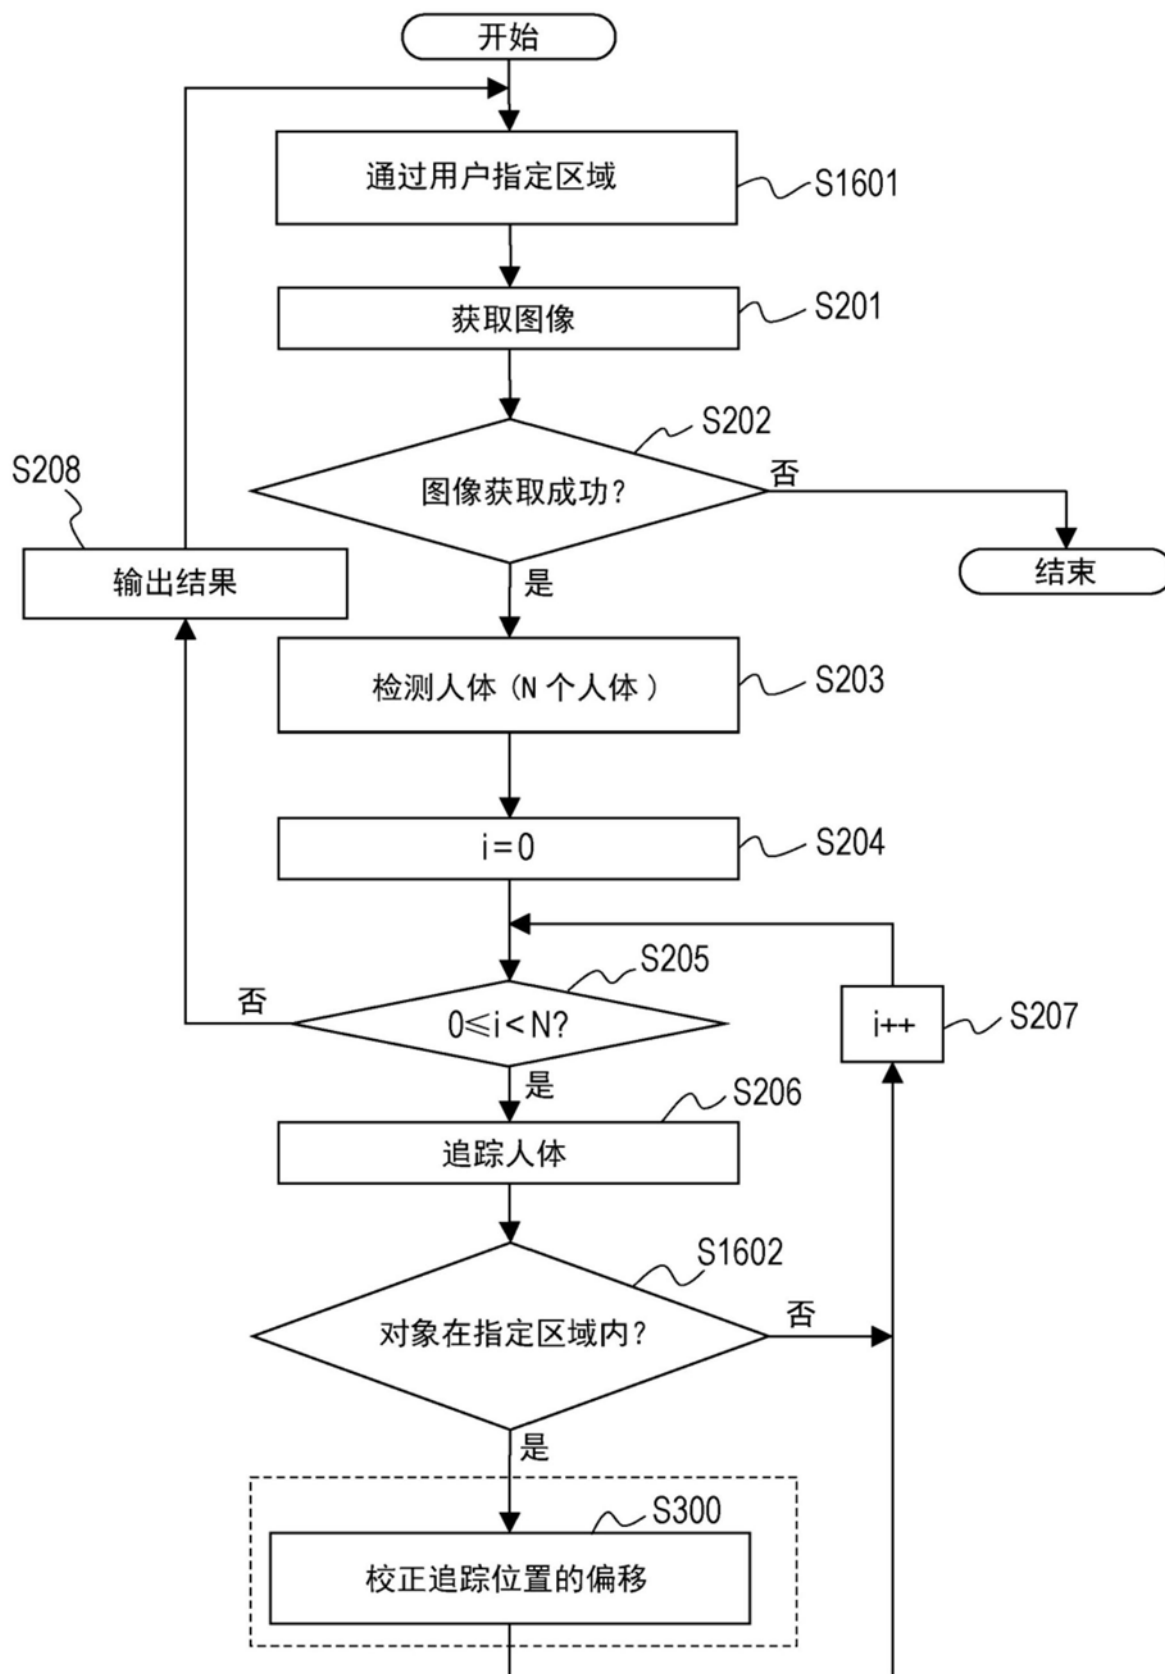 开始
通过用户指定区域
S1601
获取图像
S201
S202
图像获取成功?
否
S208
输出结果
是
结束
检测人体(N 个人体)
S203
i=0
S204
S205
否
0≤i<N?
i++
S207
是
S206
追踪人体
S1602
对象在指定区域内?
否
是
S300
校正追踪位置的偏移